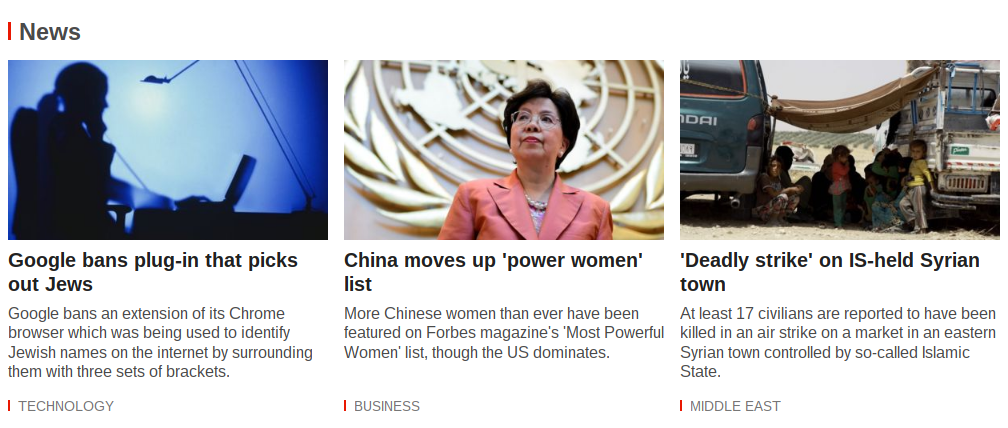 News
Google bans plug-in that picks
out Jews
Google bans an extension of its Chrome
browser which was being used to identify
Jewish names on the internet by surrounding
them with three sets of brackets.
TECHNOLOGY
China moves up 'power women'
list
More Chinese women than ever have been
featured on Forbes magazine's 'Most Powerful
Women' list, though the US dominates.
BUSINESS
HYUNDAI
'Deadly strike' on IS-held Syrian
town
At least 17 civilians are reported to have been
killed in an air strike on a market in an eastern
Syrian town controlled by so-called Islamic
State.
MIDDLE EAST